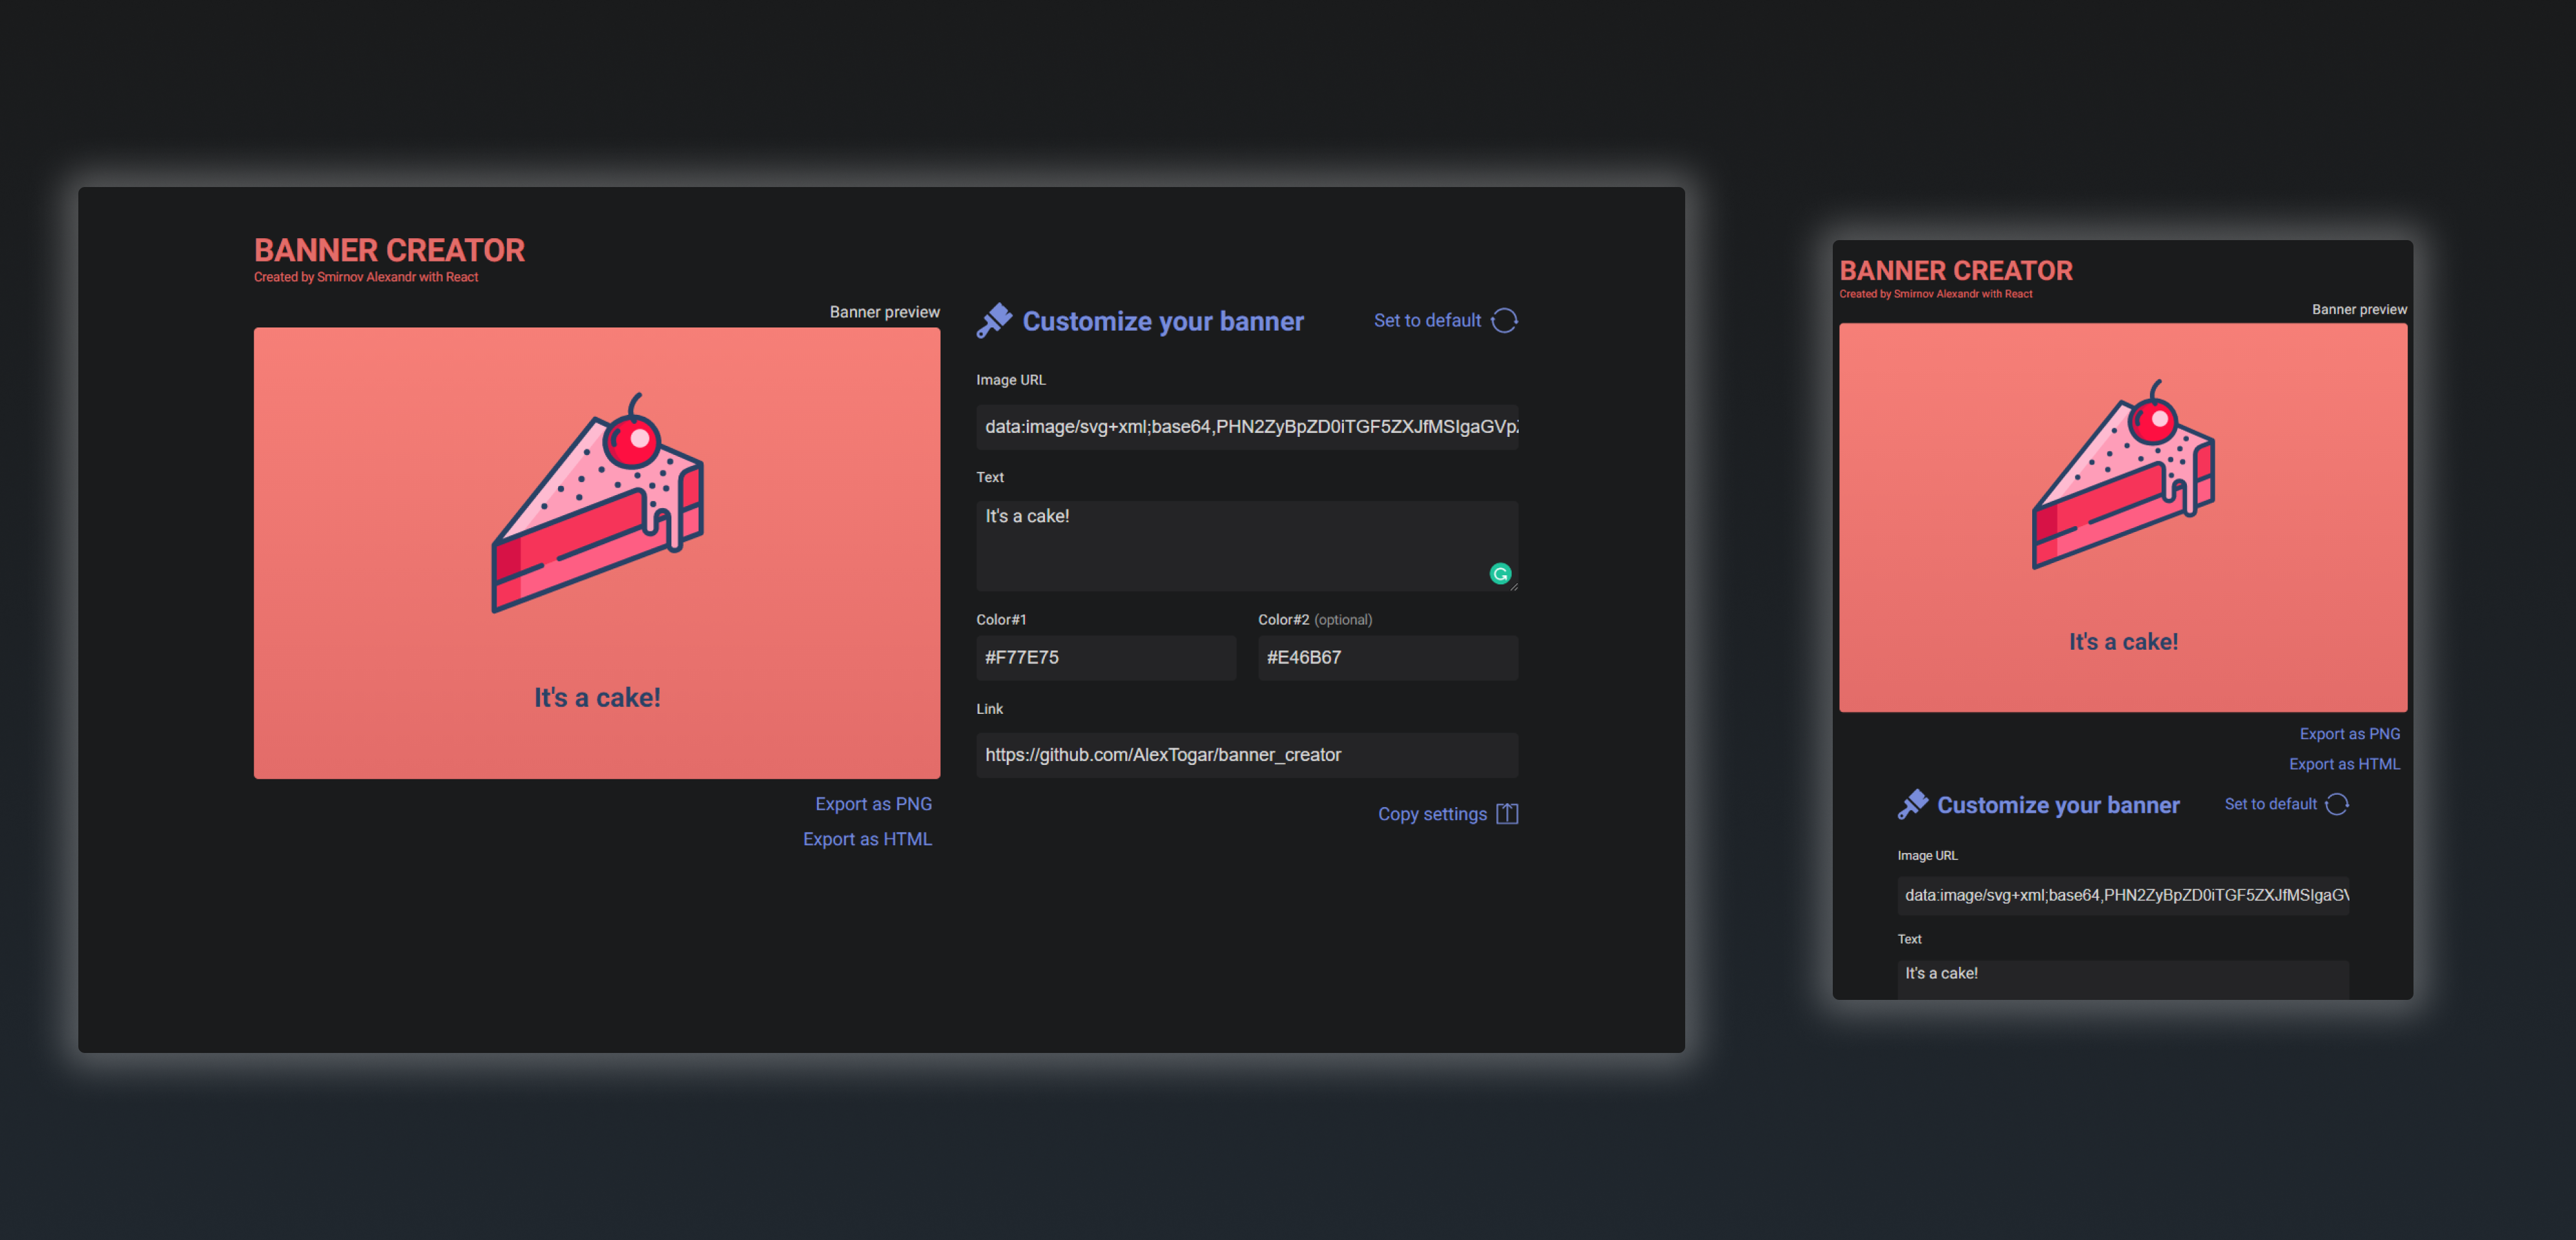 BANNER CREATOR
Created by Smirnov Alexandr with React
Banner preview
It's a cake!
Export as PNG
Export as HTML
Customize your banner
Set to default
Image URL
data:image/svg+xml;base64,PHN2ZyBpZD0iTGF5ZXJfMSIgaGVp
Text
It's a cake!
Color#1
Color#2 (optional)
#F77E75
#E46B67
Link
https://github.com/AlexTogar/banner_creator
Copy settings
BANNER CREATOR
Created by Smirnov Alexandr with React
Banner preview
It's a cake!
Export as PNG
Export as HTML
Customize your banner
Set to default
Image URL
data:image/svg+xml;base64,PHN2ZyBpZD0iTGF5ZXJfMSIgaGV
Text
It's a cake!